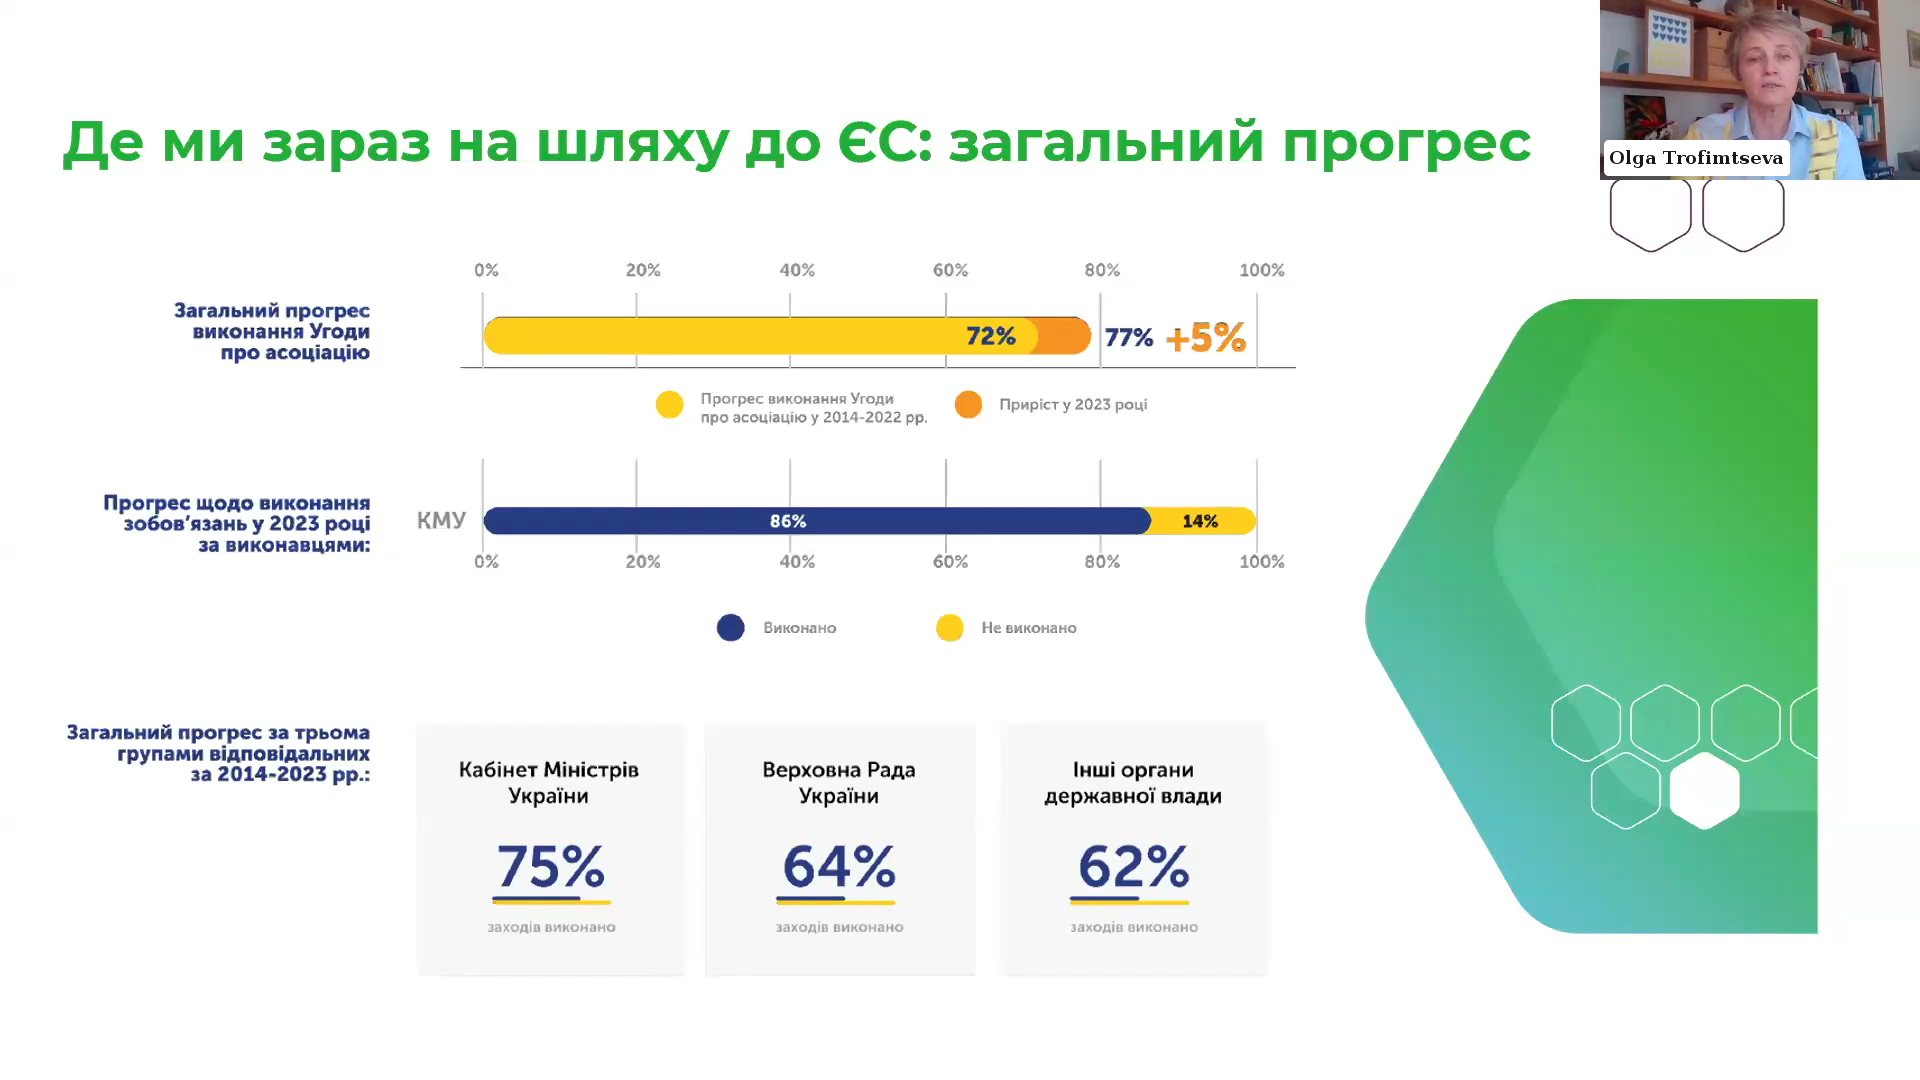 Де ми зараз на шляху до ЄС: загальний прогрес
Olga Trofimtseva
0% 20% 40% 60% 80% 100%
Загальний прогрес
виконання Угоди
про асоціацію
72% 77% +5%
Прогрес виконання Угоди
про асоціацію у 2014-2022 рр.
Приріст у 2023 році
Прогрес щодо виконання
зобов’язань у 2023 році
за виконавцями:
КМУ 86% 14%
0% 20% 40% 60% 80% 100%
Виконано Не виконано
Загальний прогрес за трьома
групами відповідальних
за 2014-2023 рр.:
Кабінет Міністрів
України
75%
заходів виконано
Верховна Рада
України
64%
заходів виконано
Інші органи
державної влади
62%
заходів виконано